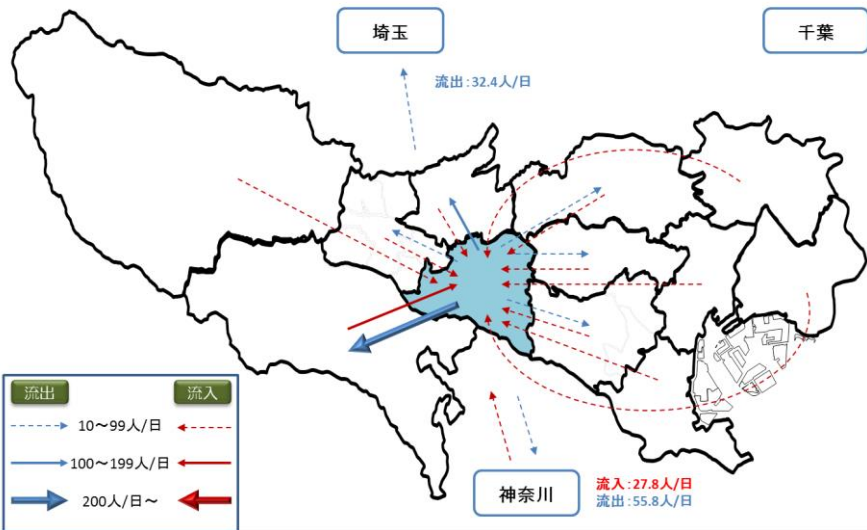 埼玉
千葉
流出:32.4人/日
流出
流入
10~99人/日
100~199人/日
200人/日~
神奈川
流入:27.8人/日
流出:55.8人/日